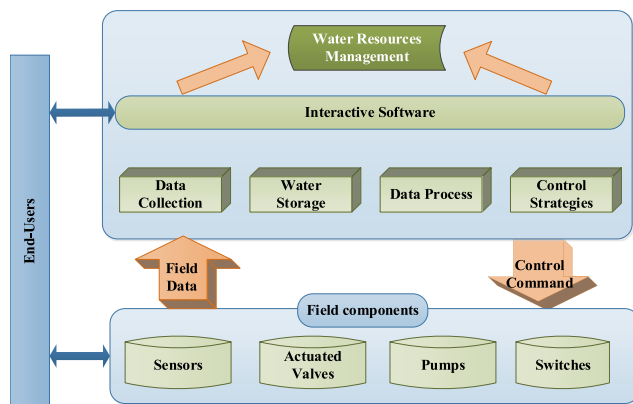 Water Resources
Management
Interactive Software
Data
Collection
Water
Storage
Data Process
Control
Strategies
End-Users
Field
Data
Control
Command
Field components
Sensors
Actuated
Valves
Pumps
Switches